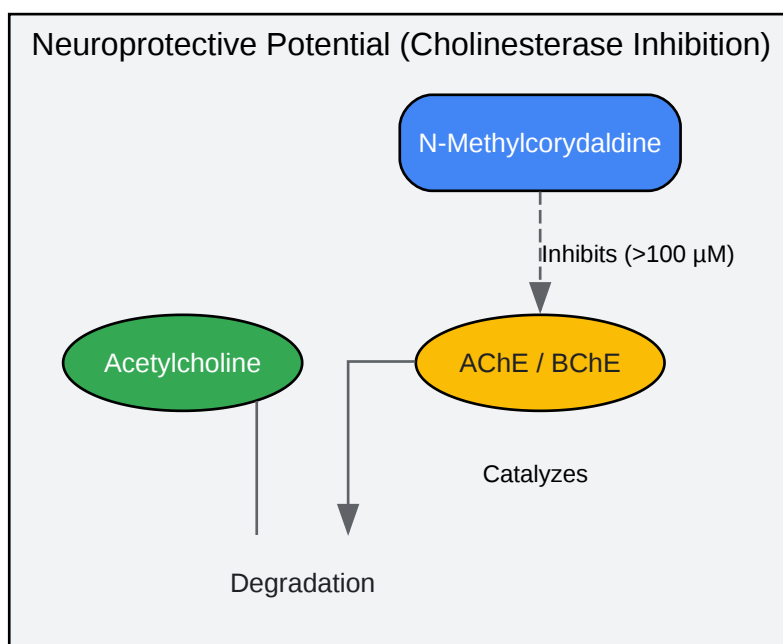 Neuroprotective Potential (Cholinesterase Inhibition)
N-Methylcorydaldine
Inhibits (>100 µM)
Acetylcholine
AChE / BChE
Catalyzes
Degradation